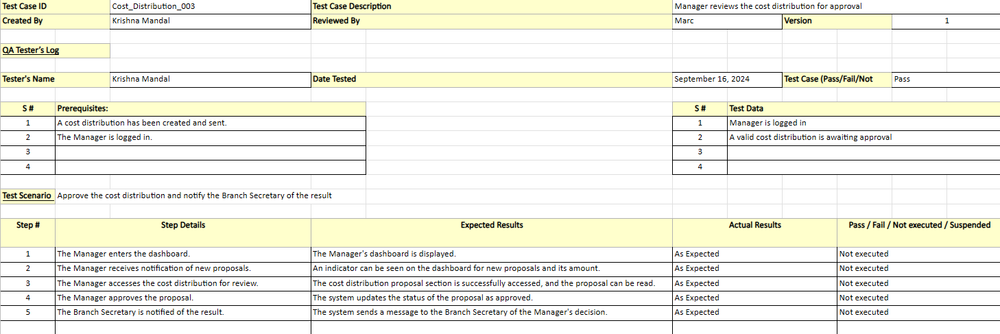 Test Case ID Cost_Distribution_003 Test Case Description Manager reviews the cost distribution for approval
Created By Krishna Mandal Reviewed By Marc Version 1
QA Tester's Log
Tester's Name Krishna Mandal Date Tested September 16, 2024 Test Case (Pass/Fail/Not Pass
S # Prerequisites: S # Test Data
1 A cost distribution has been created and sent. 1 Manager is logged in
2 The Manager is logged in. 2 A valid cost distribution is awaiting approval
3 3
4 4
Test Scenario Approve the cost distribution and notify the Branch Secretary of the result
Step # Step Details Expected Results Actual Results Pass / Fail / Not executed / Suspended
1 The Manager enters the dashboard. The Manager's dashboard is displayed. As Expected Not executed
2 The Manager receives notification of new proposals. An indicator can be seen on the dashboard for new proposals and its amount. As Expected Not executed
3 The Manager accesses the cost distribution for review. The cost distribution proposal section is successfully accessed, and the proposal can be read. As Expected Not executed
4 The Manager approves the proposal. The system updates the status of the proposal as approved. As Expected Not executed
5 The Branch Secretary is notified of the result. The system sends a message to the Branch Secretary of the Manager's decision. As Expected Not executed